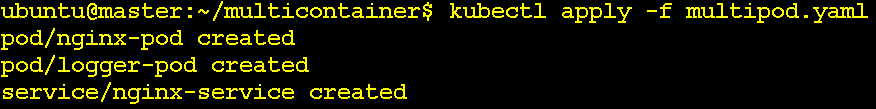 ubuntu@master:~/multicontainer$ kubectl apply -f multipod.yaml
pod/nginx-pod created
pod/logger-pod created
service/nginx-service created